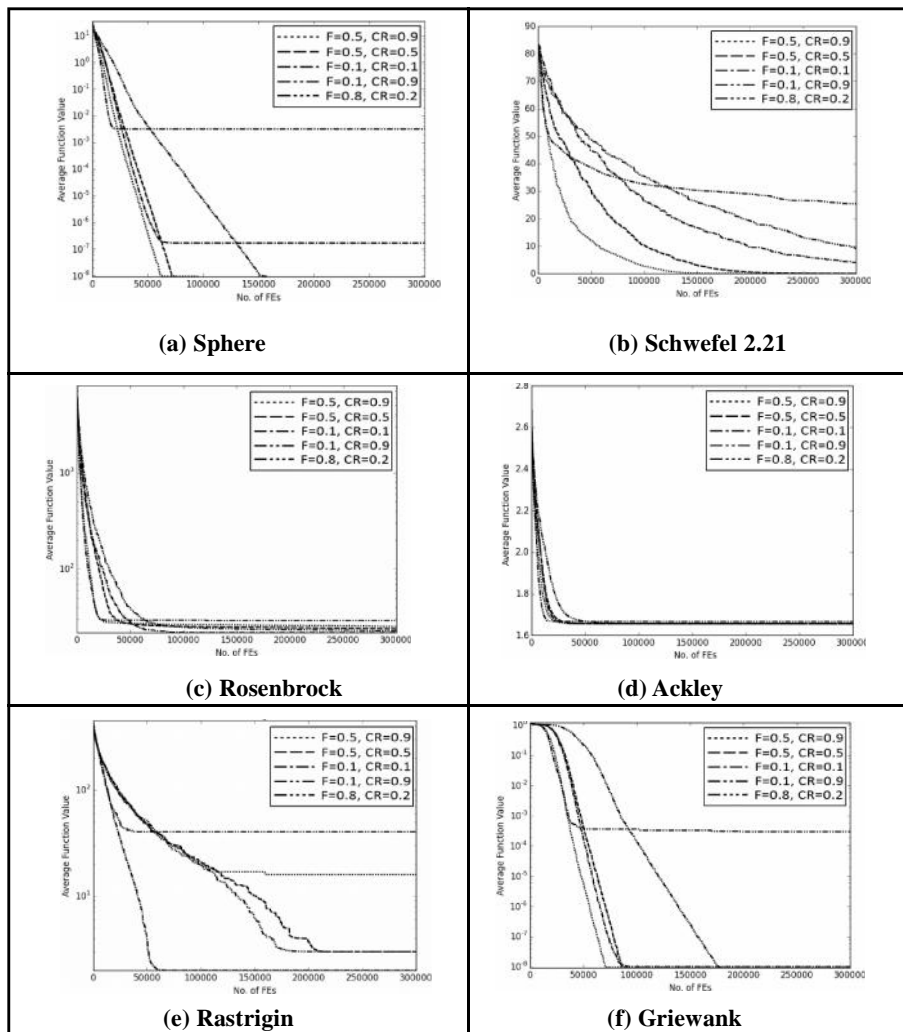 10^1
10^0
10^-1
10^-2
10^-3
10^-4
10^-5
10^-6
10^-7
10^-8
Average Function Value
F=0.5, CR=0.9
F=0.5, CR=0.5
F=0.1, CR=0.1
F=0.1, CR=0.9
F=0.8, CR=0.2
0 50000 100000 150000 200000 250000 300000
No. of FEs
(a) Sphere
90
80
70
60
50
40
30
20
10
0
Average Function Value
F=0.5, CR=0.9
F=0.5, CR=0.5
F=0.1, CR=0.1
F=0.1, CR=0.9
F=0.8, CR=0.2
0 50000 100000 150000 200000 250000 300000
No. of FEs
(b) Schwefel 2.21
10^3
10^2
Average Function Value
F=0.5, CR=0.9
F=0.5, CR=0.5
F=0.1, CR=0.1
F=0.1, CR=0.9
F=0.8, CR=0.2
0 50000 100000 150000 200000 250000 300000
No. of FEs
(c) Rosenbrock
2.8
2.6
2.4
2.2
2.0
1.8
1.6
Average Function Value
F=0.5, CR=0.9
F=0.5, CR=0.5
F=0.1, CR=0.1
F=0.1, CR=0.9
F=0.8, CR=0.2
0 50000 100000 150000 200000 250000 300000
No. of FEs
(d) Ackley
10^2
10^1
Average Function Value
F=0.5, CR=0.9
F=0.5, CR=0.5
F=0.1, CR=0.1
F=0.1, CR=0.9
F=0.8, CR=0.2
0 50000 100000 150000 200000 250000 300000
No. of FEs
(e) Rastrigin
10^0
10^-1
10^-2
10^-3
10^-4
10^-5
10^-6
10^-7
10^-8
10^-9
Average Function Value
F=0.5, CR=0.9
F=0.5, CR=0.5
F=0.1, CR=0.1
F=0.1, CR=0.9
F=0.8, CR=0.2
0 50000 100000 150000 200000 250000 300000
No. of FEs
(f) Griewank